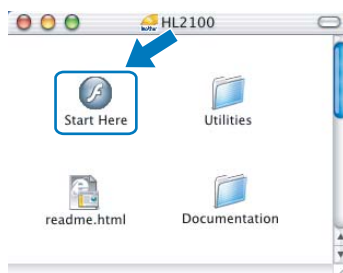 HL2100
Start Here
Utilities
readme.html
Documentation